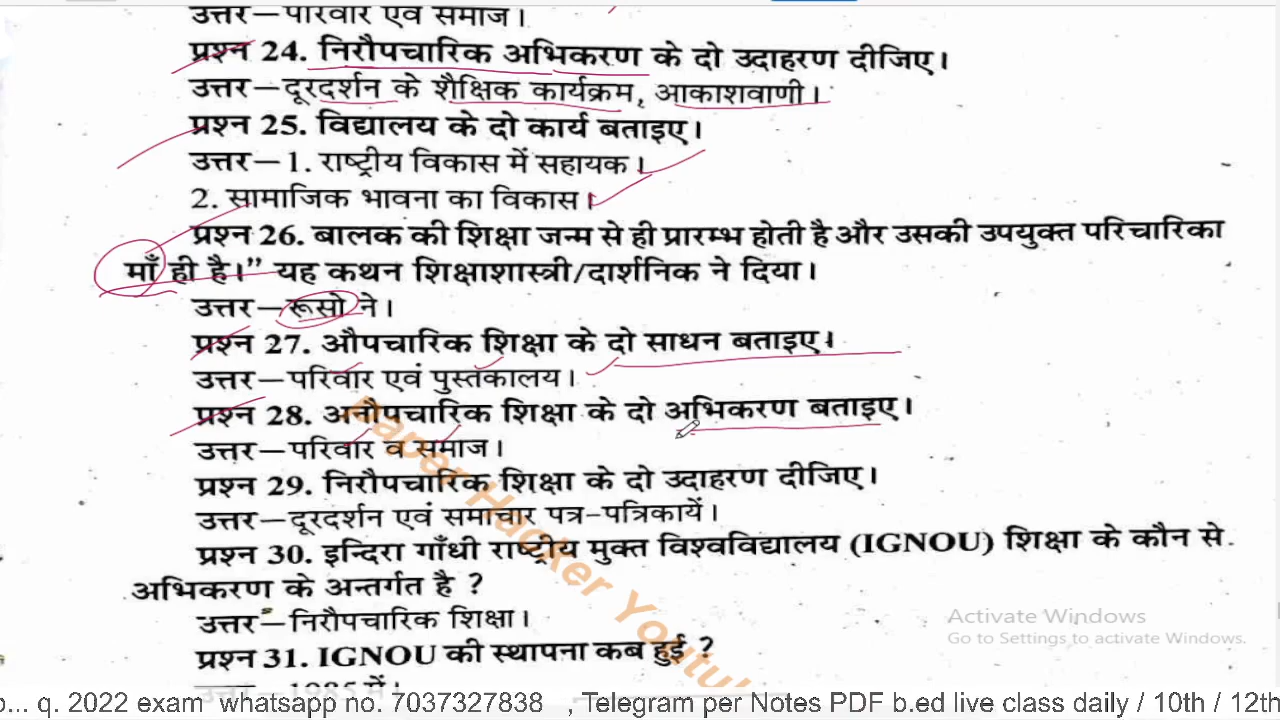 उत्तर–परिवार एवं समाज।
प्रश्न 24. निरौपचारिक अभिकरण के दो उदाहरण दीजिए।
उत्तर–दूरदर्शन के शैक्षिक कार्यक्रम, आकाशवाणी।
प्रश्न 25. विद्यालय के दो कार्य बताइए।
उत्तर–1. राष्ट्रीय विकास में सहायक।
2. सामाजिक भावना का विकास।
प्रश्न 26. बालक की शिक्षा जन्म से ही प्रारम्भ होती है और उसकी उपयुक्त परिचारिका
माँ ही है।” यह कथन शिक्षाशास्त्री/दार्शनिक ने दिया।
उत्तर–रूसो ने।
प्रश्न 27. औपचारिक शिक्षा के दो साधन बताइए।
उत्तर–परिवार एवं पुस्तकालय।
प्रश्न 28. अनौपचारिक शिक्षा के दो अभिकरण बताइए।
उत्तर–परिवार व समाज।
प्रश्न 29. निरौपचारिक शिक्षा के दो उदाहरण दीजिए।
उत्तर–दूरदर्शन एवं समाचार पत्र-पत्रिकायें।
प्रश्न 30. इन्दिरा गाँधी राष्ट्रीय मुक्त विश्वविद्यालय (IGNOU) शिक्षा के कौन से
अभिकरण के अन्तर्गत है ?
उत्तर–निरौपचारिक शिक्षा।
प्रश्न 31. IGNOU की स्थापना कब हुई ?
उत्तर–1985 में।
Paper Hacker Youtu
Activate Windows
Go to Settings to activate Windows.
q. 2022 exam whatsapp no. 7037327838 , Telegram per Notes PDF b.ed live class daily / 10th / 12th